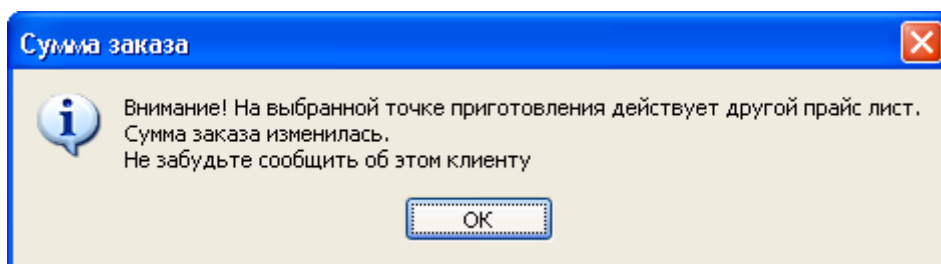 Сумма заказа
Внимание! На выбранной точке приготовления действует другой прайс лист.
Сумма заказа изменилась.
Не забудьте сообщить об этом клиенту
ОК